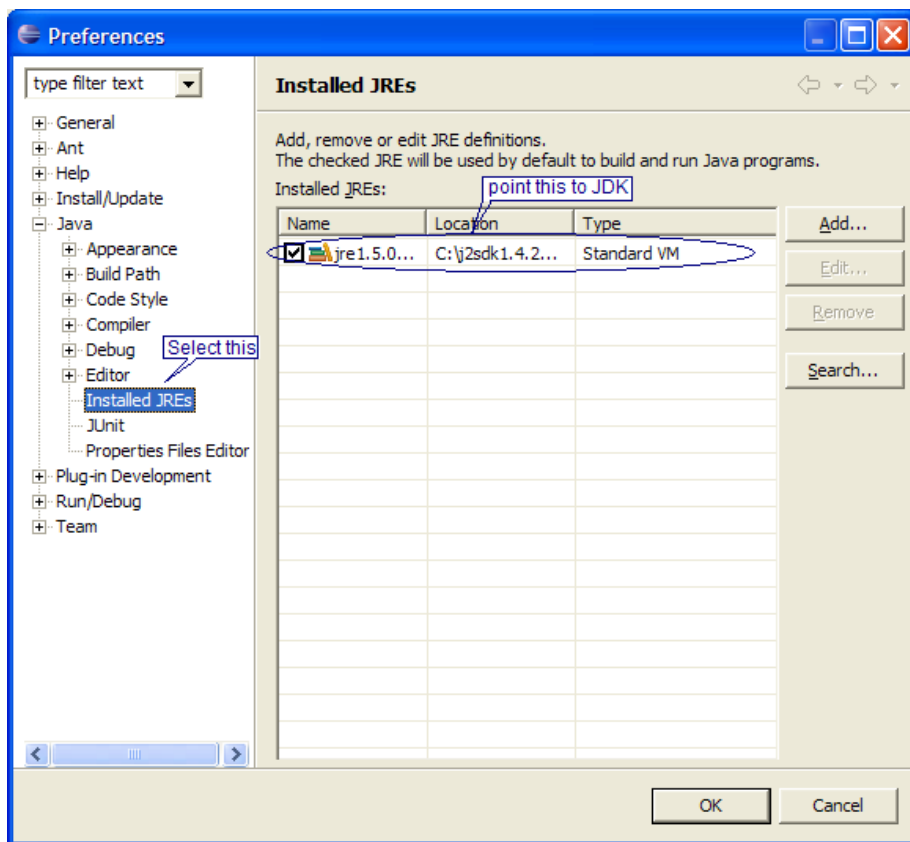 Preferences
type filter text
Installed JREs
General
Ant
Help
Install/Update
Java
Appearance
Build Path
Code Style
Compiler
Debug
Select this
Editor
Installed JREs
JUnit
Properties Files Editor
Plug-in Development
Run/Debug
Team
Add, remove or edit JRE definitions.
The checked JRE will be used by default to build and run Java programs.
Installed JREs:
point this to JDK
Name Location Type
jre1.5.0... C:\j2sdk1.4.2... Standard VM
Add...
Edit...
Remove
Search...
OK Cancel